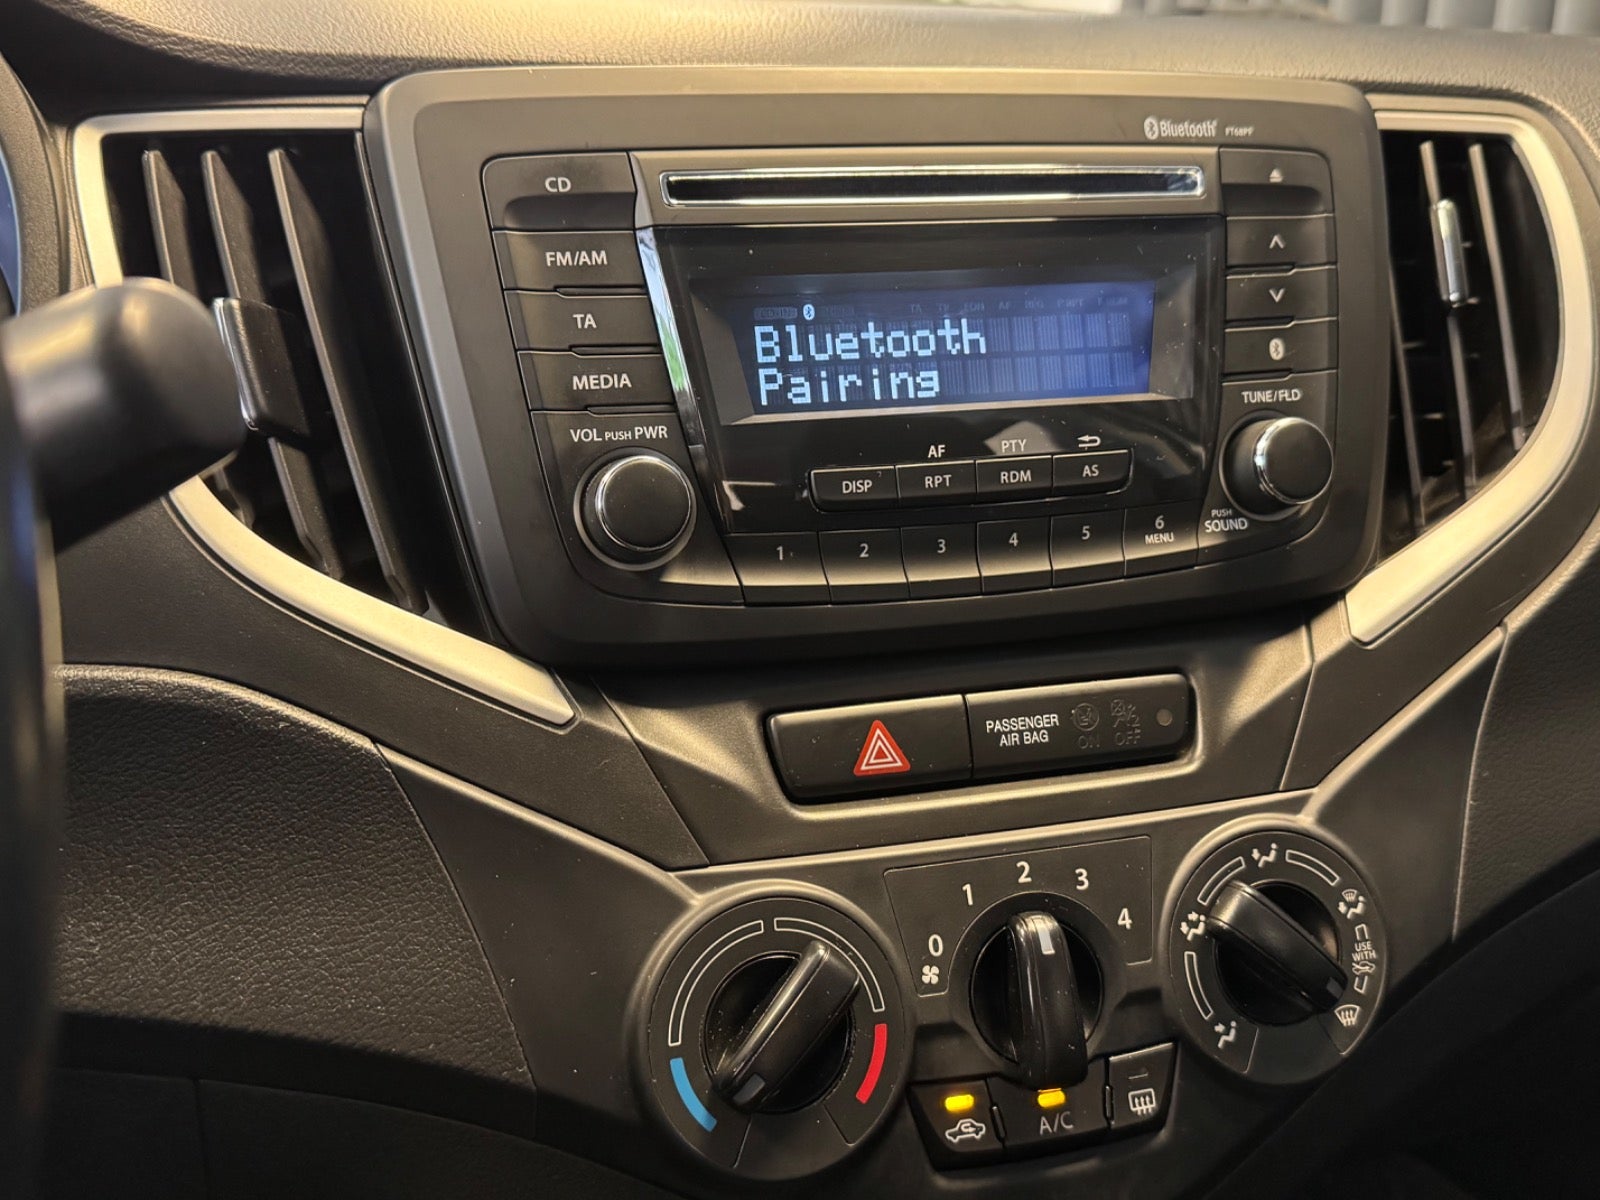 Bluetooth FT68PF
CD
FM/AM
TA
MEDIA
VOL PUSH PWR
Bluetooth
Pairing
TUNE/FLD
AF PTY
DISP RPT RDM AS
PUSH
SOUND
1 2 3 4 5 6
MENU
PASSENGER
AIR BAG
ON OFF
0 1 2 3 4
USE
WITH
A/C